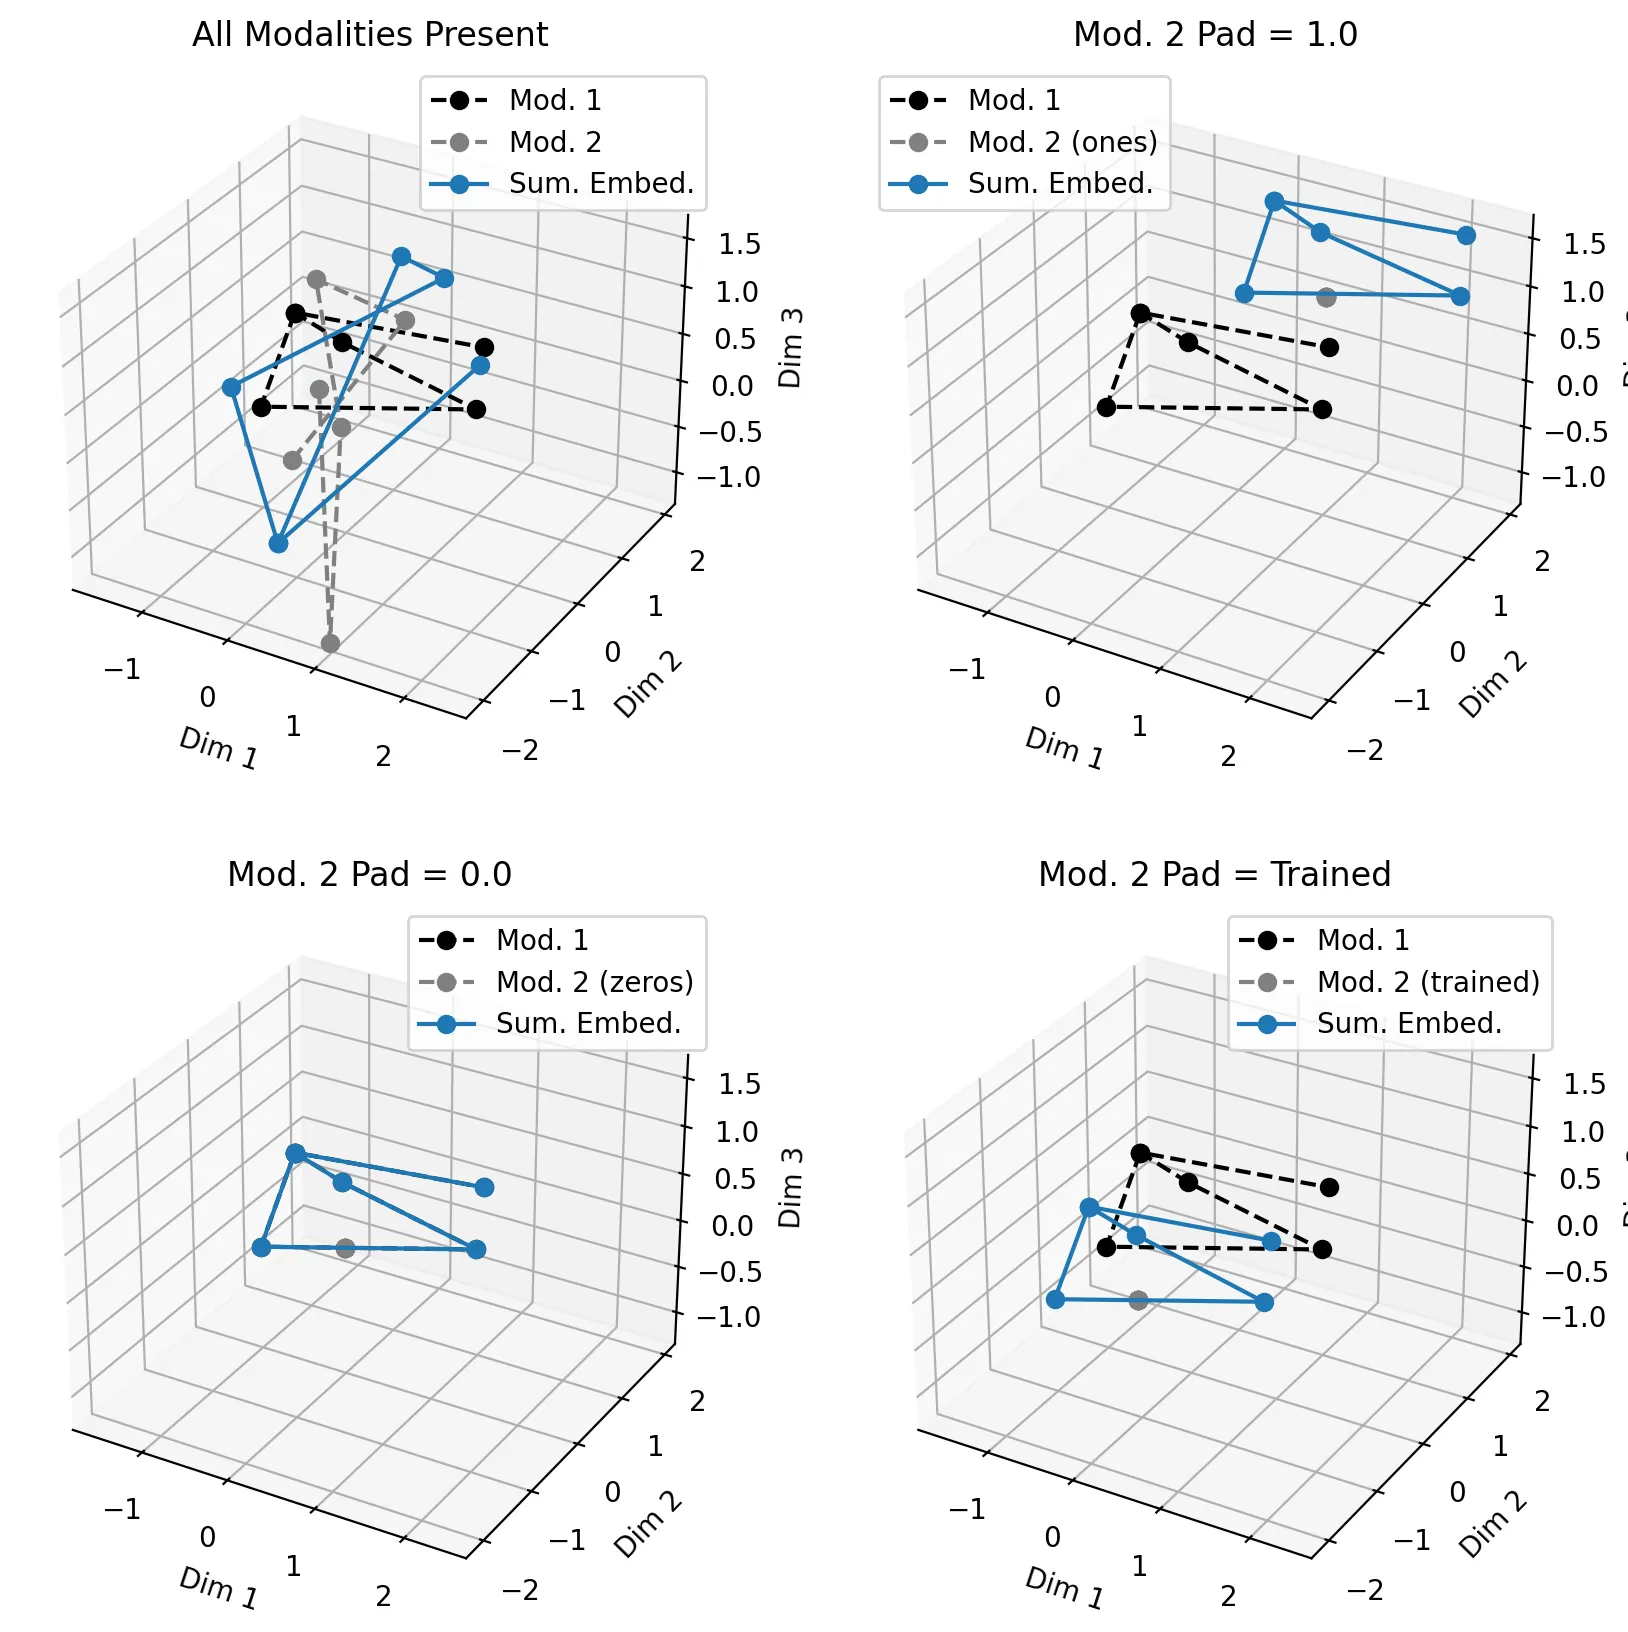 All Modalities Present
Mod. 1
Mod. 2
Sum. Embed.
1.5
1.0
0.5
0.0
−0.5
−1.0
Dim 3
2
1
0
−1
−2
Dim 2
−1
0
1
2
Dim 1
Mod. 2 Pad = 1.0
Mod. 1
Mod. 2 (ones)
Sum. Embed.
1.5
1.0
0.5
0.0
−0.5
−1.0
2
1
0
−1
−2
Dim 2
−1
0
1
2
Dim 1
Mod. 2 Pad = 0.0
Mod. 1
Mod. 2 (zeros)
Sum. Embed.
1.5
1.0
0.5
0.0
−0.5
−1.0
Dim 3
2
1
0
−1
−2
Dim 2
−1
0
1
2
Dim 1
Mod. 2 Pad = Trained
Mod. 1
Mod. 2 (trained)
Sum. Embed.
1.5
1.0
0.5
0.0
−0.5
−1.0
2
1
0
−1
−2
Dim 2
−1
0
1
2
Dim 1